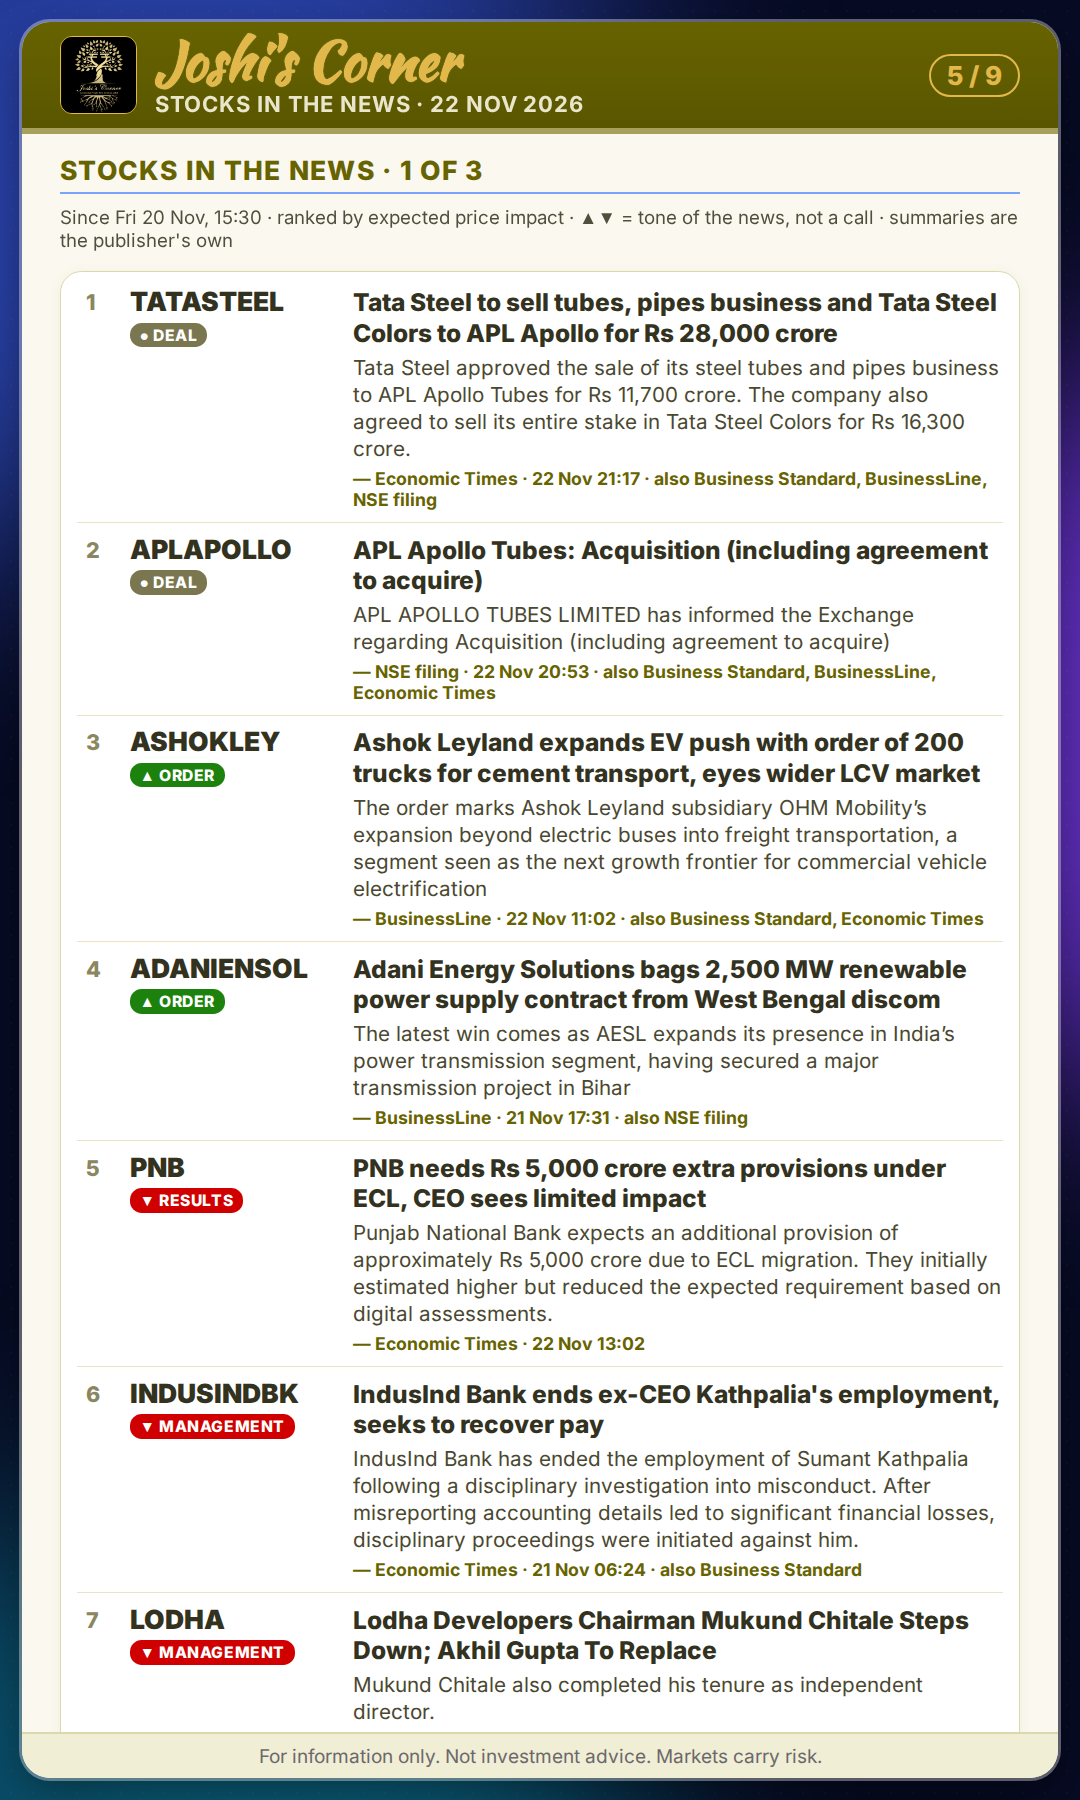 Joshi's Corner
Joshi's Corner
STOCKS IN THE NEWS · 22 NOV 2026
5 / 9
STOCKS IN THE NEWS · 1 OF 3
Since Fri 20 Nov, 15:30 · ranked by expected price impact · ▲▼ = tone of the news, not a call · summaries are
the publisher's own
1
TATASTEEL
● DEAL
Tata Steel to sell tubes, pipes business and Tata Steel
Colors to APL Apollo for Rs 28,000 crore
Tata Steel approved the sale of its steel tubes and pipes business
to APL Apollo Tubes for Rs 11,700 crore. The company also
agreed to sell its entire stake in Tata Steel Colors for Rs 16,300
crore.
— Economic Times · 22 Nov 21:17 · also Business Standard, BusinessLine,
NSE filing
2
APLAPOLLO
● DEAL
APL Apollo Tubes: Acquisition (including agreement
to acquire)
APL APOLLO TUBES LIMITED has informed the Exchange
regarding Acquisition (including agreement to acquire)
— NSE filing · 22 Nov 20:53 · also Business Standard, BusinessLine,
Economic Times
3
ASHOKLEY
▲ ORDER
Ashok Leyland expands EV push with order of 200
trucks for cement transport, eyes wider LCV market
The order marks Ashok Leyland subsidiary OHM Mobility’s
expansion beyond electric buses into freight transportation, a
segment seen as the next growth frontier for commercial vehicle
electrification
— BusinessLine · 22 Nov 11:02 · also Business Standard, Economic Times
4
ADANIENSOL
▲ ORDER
Adani Energy Solutions bags 2,500 MW renewable
power supply contract from West Bengal discom
The latest win comes as AESL expands its presence in India’s
power transmission segment, having secured a major
transmission project in Bihar
— BusinessLine · 21 Nov 17:31 · also NSE filing
5
PNB
▼ RESULTS
PNB needs Rs 5,000 crore extra provisions under
ECL, CEO sees limited impact
Punjab National Bank expects an additional provision of
approximately Rs 5,000 crore due to ECL migration. They initially
estimated higher but reduced the expected requirement based on
digital assessments.
— Economic Times · 22 Nov 13:02
6
INDUSINDBK
▼ MANAGEMENT
IndusInd Bank ends ex-CEO Kathpalia's employment,
seeks to recover pay
IndusInd Bank has ended the employment of Sumant Kathpalia
following a disciplinary investigation into misconduct. After
misreporting accounting details led to significant financial losses,
disciplinary proceedings were initiated against him.
— Economic Times · 21 Nov 06:24 · also Business Standard
7
LODHA
▼ MANAGEMENT
Lodha Developers Chairman Mukund Chitale Steps
Down; Akhil Gupta To Replace
Mukund Chitale also completed his tenure as independent
director.
For information only. Not investment advice. Markets carry risk.